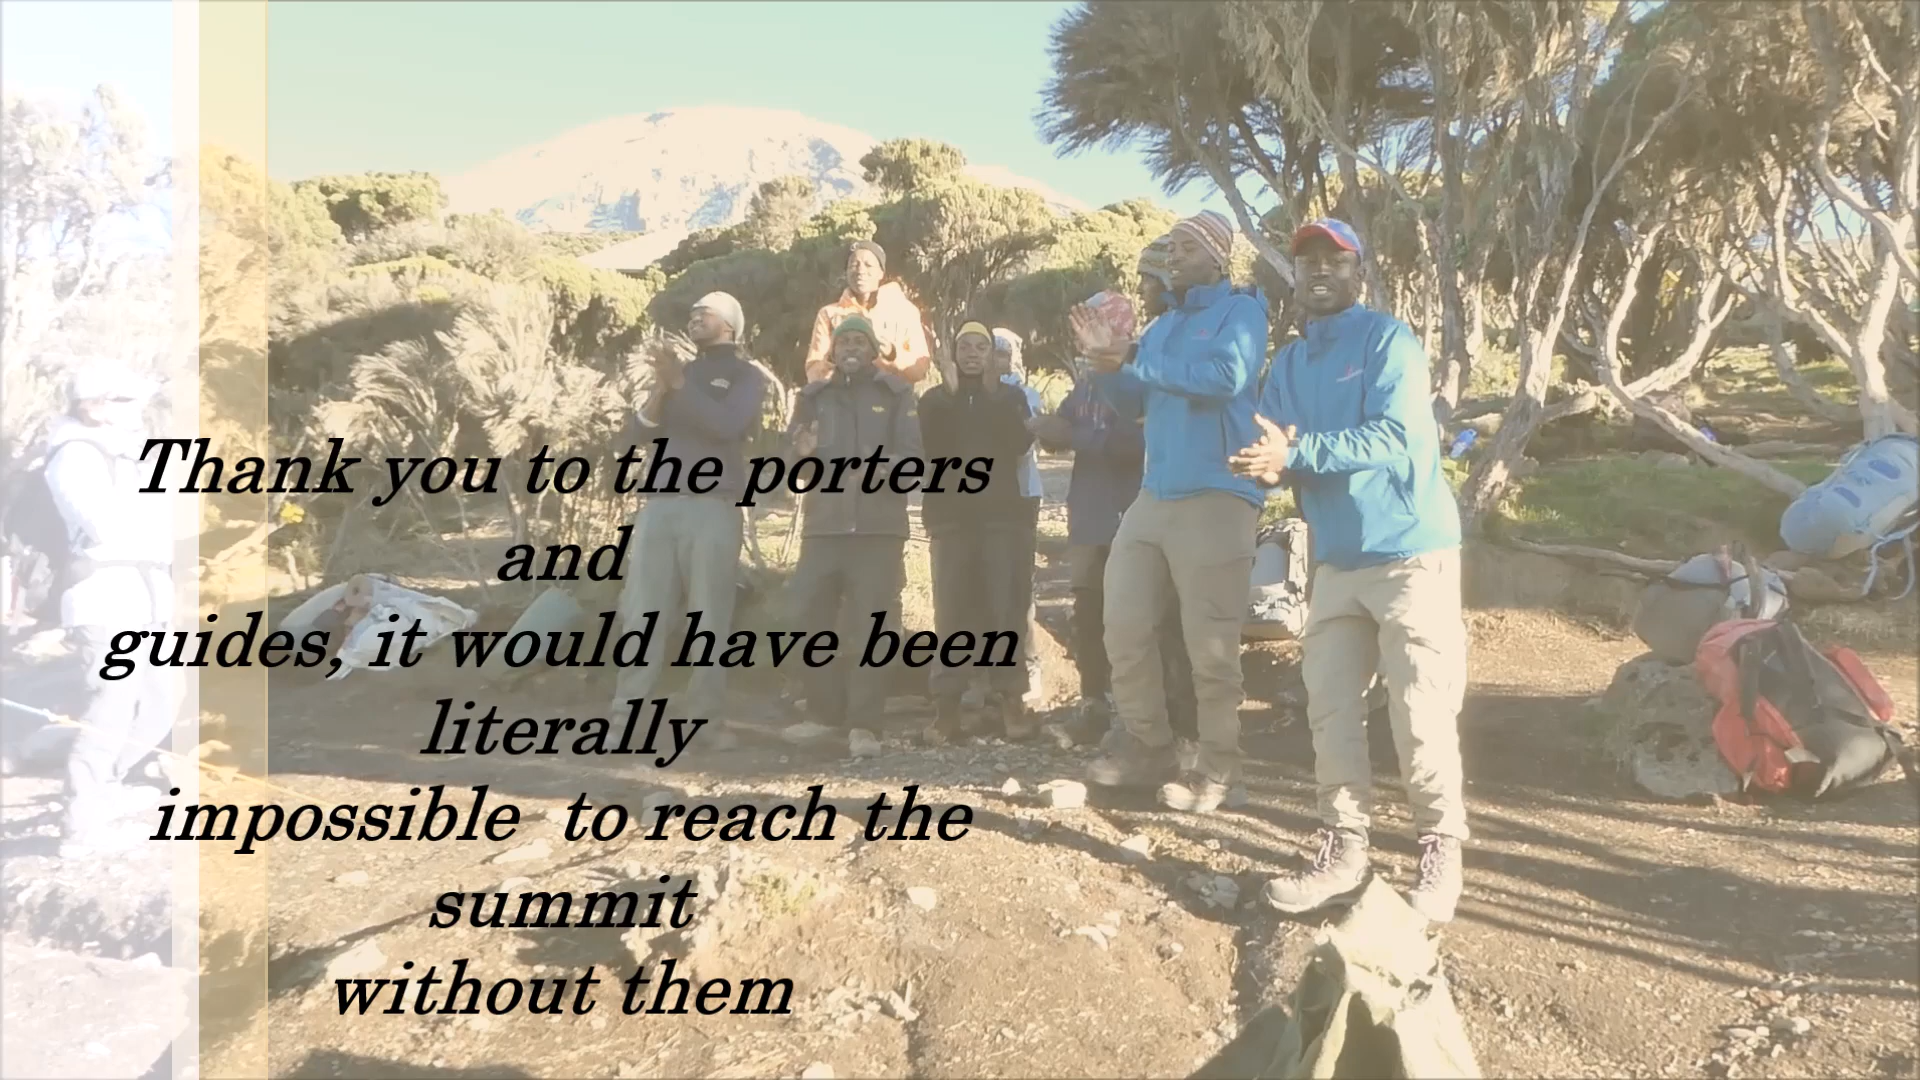 Thank you to the porters
and
guides, it would have been
literally
impossible  to reach the
summit
without them